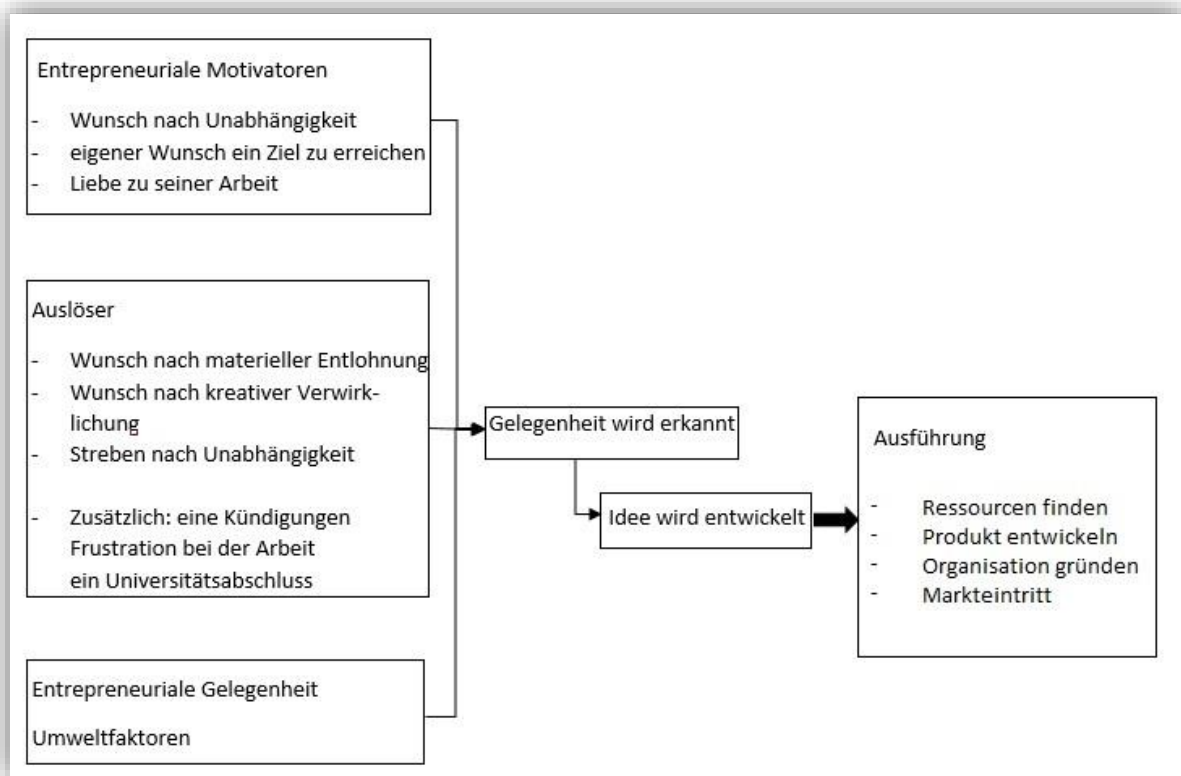 Entrepreneuriale Motivatoren
- Wunsch nach Unabhängigkeit
- eigener Wunsch ein Ziel zu erreichen
- Liebe zu seiner Arbeit
Auslöser
- Wunsch nach materieller Entlohnung
- Wunsch nach kreativer Verwirk-
lichung
- Streben nach Unabhängigkeit
- Zusätzlich: eine Kündigungen
Frustration bei der Arbeit
ein Universitätsabschluss
Entrepreneuriale Gelegenheit
Umweltfaktoren
Gelegenheit wird erkannt
Idee wird entwickelt
Ausführung
- Ressourcen finden
- Produkt entwickeln
- Organisation gründen
- Markteintritt